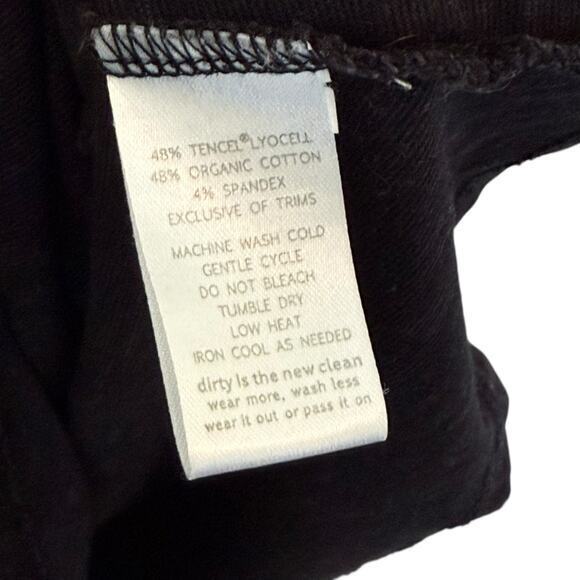 48% TENCEL®LYOCELL
48% ORGANIC COTTON
4% SPANDEX
EXCLUSIVE OF TRIMS
MACHINE WASH COLD
GENTLE CYCLE
DO NOT BLEACH
TUMBLE DRY
LOW HEAT
IRON COOL AS NEEDED
dirty is the new clean
wear more, wash less
wear it out or pass it on